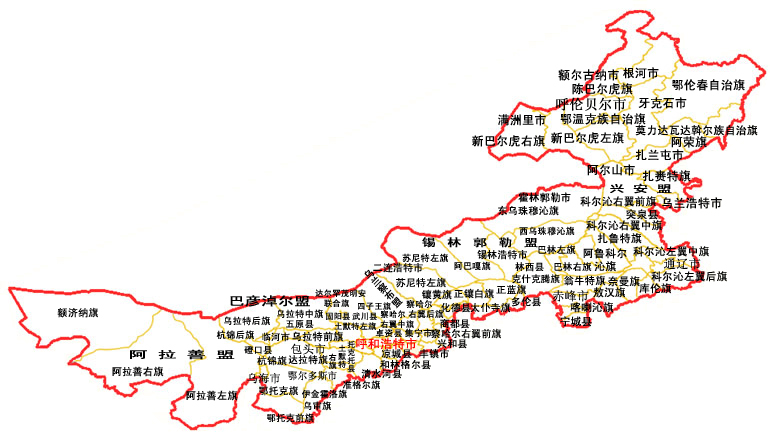 额尔古纳市 根河市
陈巴尔虎旗 鄂伦春自治旗
呼伦贝尔市 牙克石市
满洲里市 鄂温克族自治旗
莫力达瓦达斡尔族自治旗
新巴尔虎右旗 新巴尔虎左旗 阿荣旗
扎兰屯市
阿尔山市 扎赉特旗
兴安盟
霍林郭勒市 科尔沁右翼前旗 乌兰浩特市
东乌珠穆沁旗 突泉县
西乌珠穆沁旗 科尔沁右翼中旗
锡林郭勒盟 扎鲁特旗
苏尼特左旗 锡林浩特市 巴林左旗 阿鲁科尔 科尔沁左翼中旗
二连浩特市 阿巴嘎旗 林西县 巴林右旗 沁旗 通辽市
乌兰察布盟
苏尼特左旗 克什克腾旗 翁牛特旗 奈曼旗 科尔沁左翼后旗
库伦旗
巴彦淖尔盟 达尔罕茂明安 镶黄旗 正镶白旗 正蓝旗 赤峰市 敖汉旗
联合旗 四子王旗 察哈尔 化德县 太仆寺旗 多伦县 喀喇沁旗
额济纳旗 乌拉特中旗 固阳县 武川县 察哈尔 右翼后旗
乌拉特后旗 五原县 土默特左旗 右翼中旗 商都县 宁城县
杭锦后旗 临河市 乌拉特前旗 卓资县 集宁市 察哈尔右翼前旗
磴口县 包头市 托克托县 呼和浩特市 兴和县
阿拉善盟 杭锦旗 达拉特旗 土默特右旗 凉城县 丰镇市
和林格尔县
阿拉善右旗 乌海市 鄂尔多斯市 清水河县
准格尔旗
阿拉善左旗 鄂托克旗 伊金霍洛旗
乌审旗
鄂托克前旗